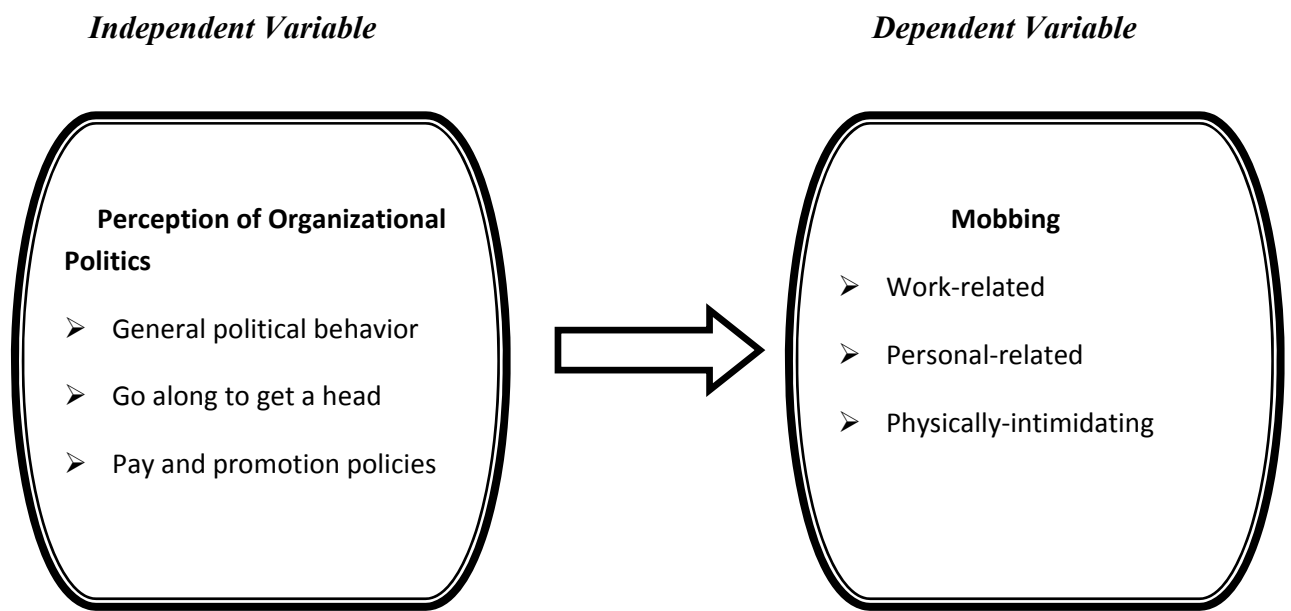 Independent Variable
Dependent Variable
Perception of Organizational
Politics
➢ General political behavior
➢ Go along to get a head
➢ Pay and promotion policies
Mobbing
➢ Work-related
➢ Personal-related
➢ Physically-intimidating